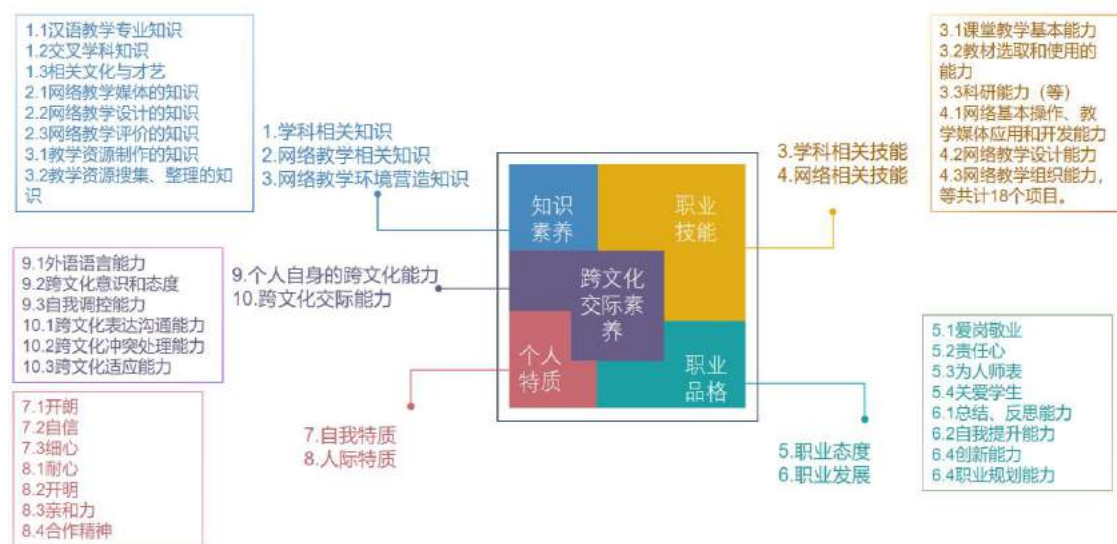 1.1汉语教学专业知识
1.2交叉学科知识
1.3相关文化与才艺
2.1网络教学媒体的知识
2.2网络教学设计的知识
2.3网络教学评价的知识
3.1教学资源制作的知识
3.2教学资源搜集、整理的知
识
1.学科相关知识
2.网络教学相关知识
3.网络教学环境营造知识
3.1课堂教学基本能力
3.2教材选取和使用的
能力
3.3科研能力（等）
4.1网络基本操作、教
学媒体应用和开发能力
4.2网络教学设计能力
4.3网络教学组织能力，
等共计18个项目。
3.学科相关技能
4.网络相关技能
知识
素养
职业
技能
跨文化
交际素
养
个人
特质
职业
品格
9.1外语语言能力
9.2跨文化意识和态度
9.3自我调控能力
10.1跨文化表达沟通能力
10.2跨文化冲突处理能力
10.3跨文化适应能力
9.个人自身的跨文化能力
10.跨文化交际能力
7.1开朗
7.2自信
7.3细心
8.1耐心
8.2开明
8.3亲和力
8.4合作精神
7.自我特质
8.人际特质
5.职业态度
6.职业发展
5.1爱岗敬业
5.2责任心
5.3为人师表
5.4关爱学生
6.1总结、反思能力
6.2自我提升能力
6.4创新能力
6.4职业规划能力